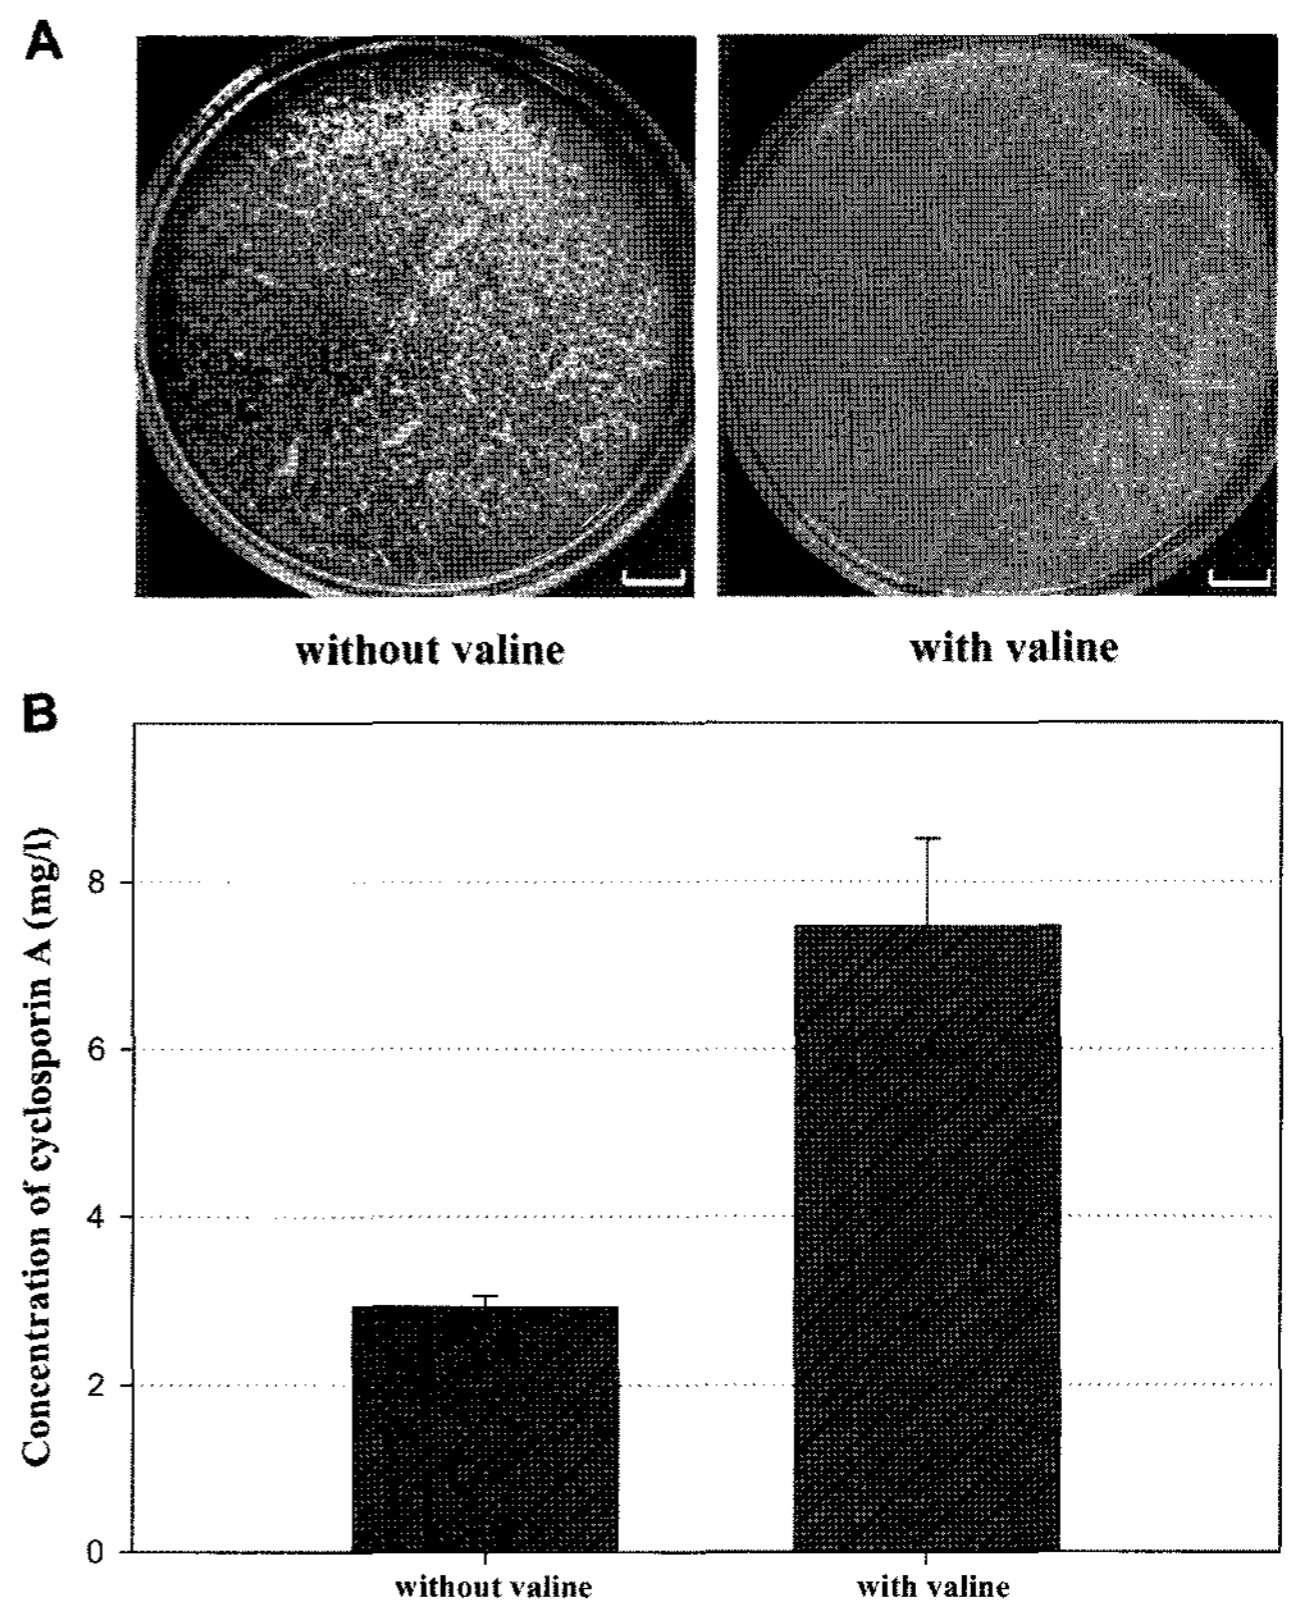 A
without valine
with valine
B
Concentration of cyclosporin A (mg/l)
8
6
4
2
0
without valine
with valine